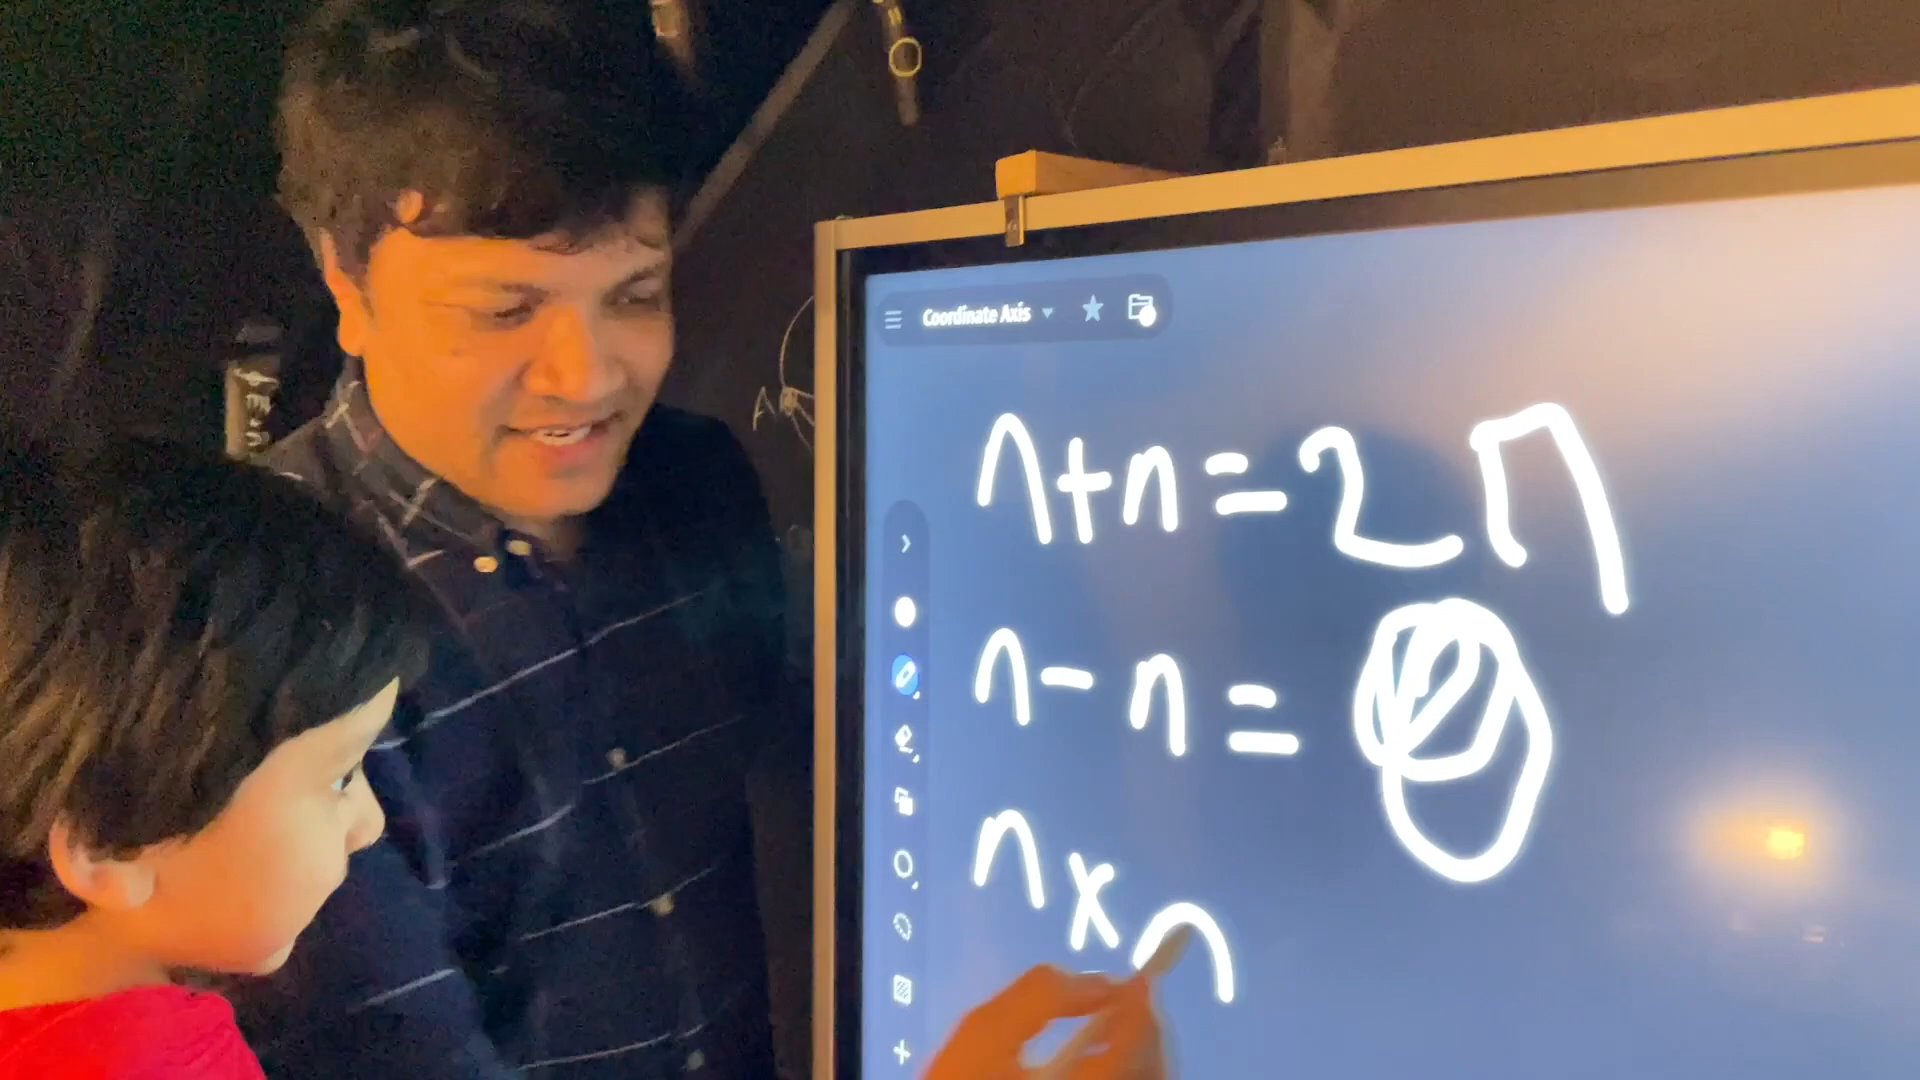 Coordinate Axis
n+n=2n
n-n=0
nxn
A